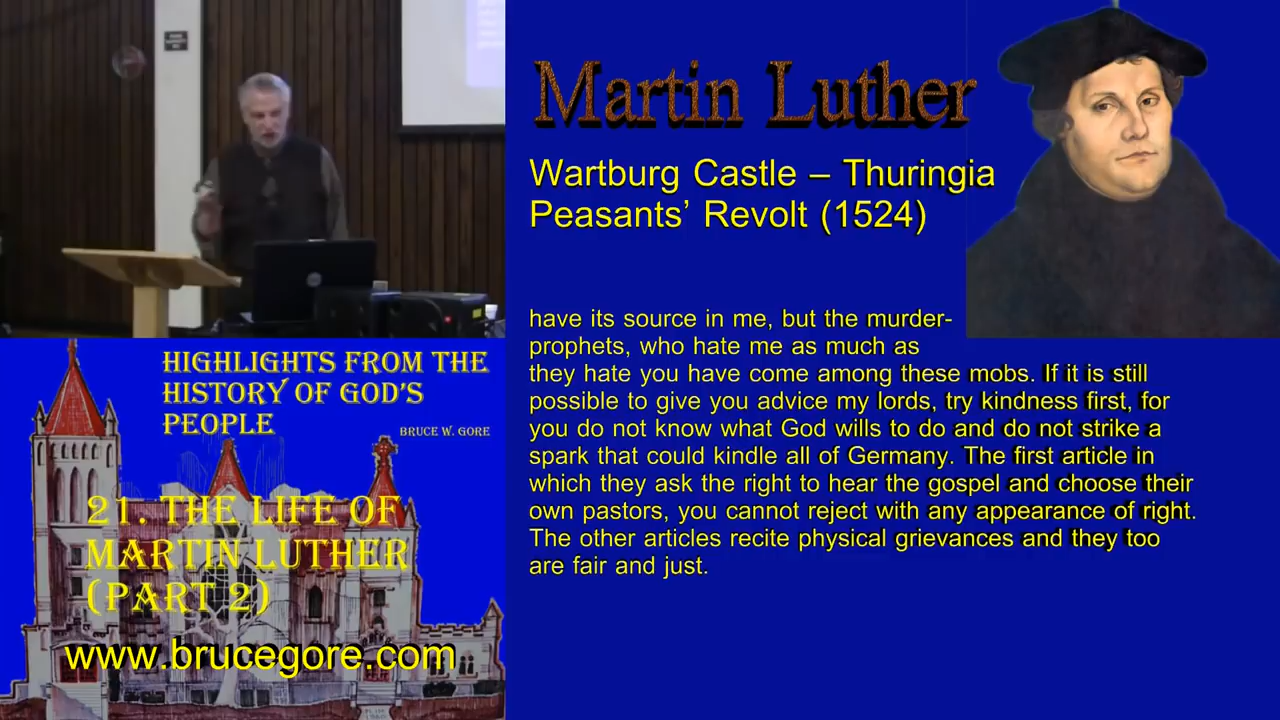 Martin Luther
Wartburg Castle – Thuringia
Peasants’ Revolt (1524)
have its source in me, but the murder-
prophets, who hate me as much as
they hate you have come among these mobs. If it is still
possible to give you advice my lords, try kindness first, for
you do not know what God wills to do and do not strike a
spark that could kindle all of Germany. The first article in
which they ask the right to hear the gospel and choose their
own pastors, you cannot reject with any appearance of right.
The other articles recite physical grievances and they too
are fair and just.
HIGHLIGHTS FROM THE
HISTORY OF GOD’S
PEOPLE
BRUCE W. GORE
21. THE LIFE OF
MARTIN LUTHER
(PART 2)
www.brucegore.com